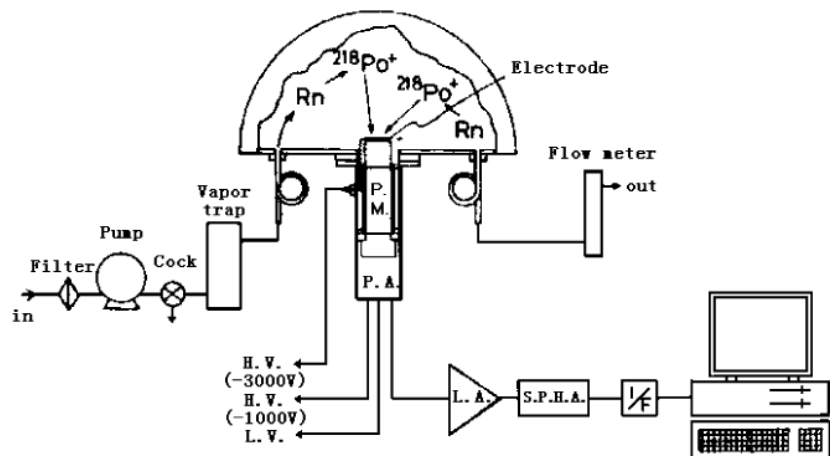 218Po+
218Po+
Electrode
Rn
Rn
Flow meter
out
Vapor
trap
P.
M.
Pump
Cock
Filter
in
P.A.
H.V.
(-3000V)
H.V.
(-1000V)
L.V.
L.A.
S.P.H.A.
I/F